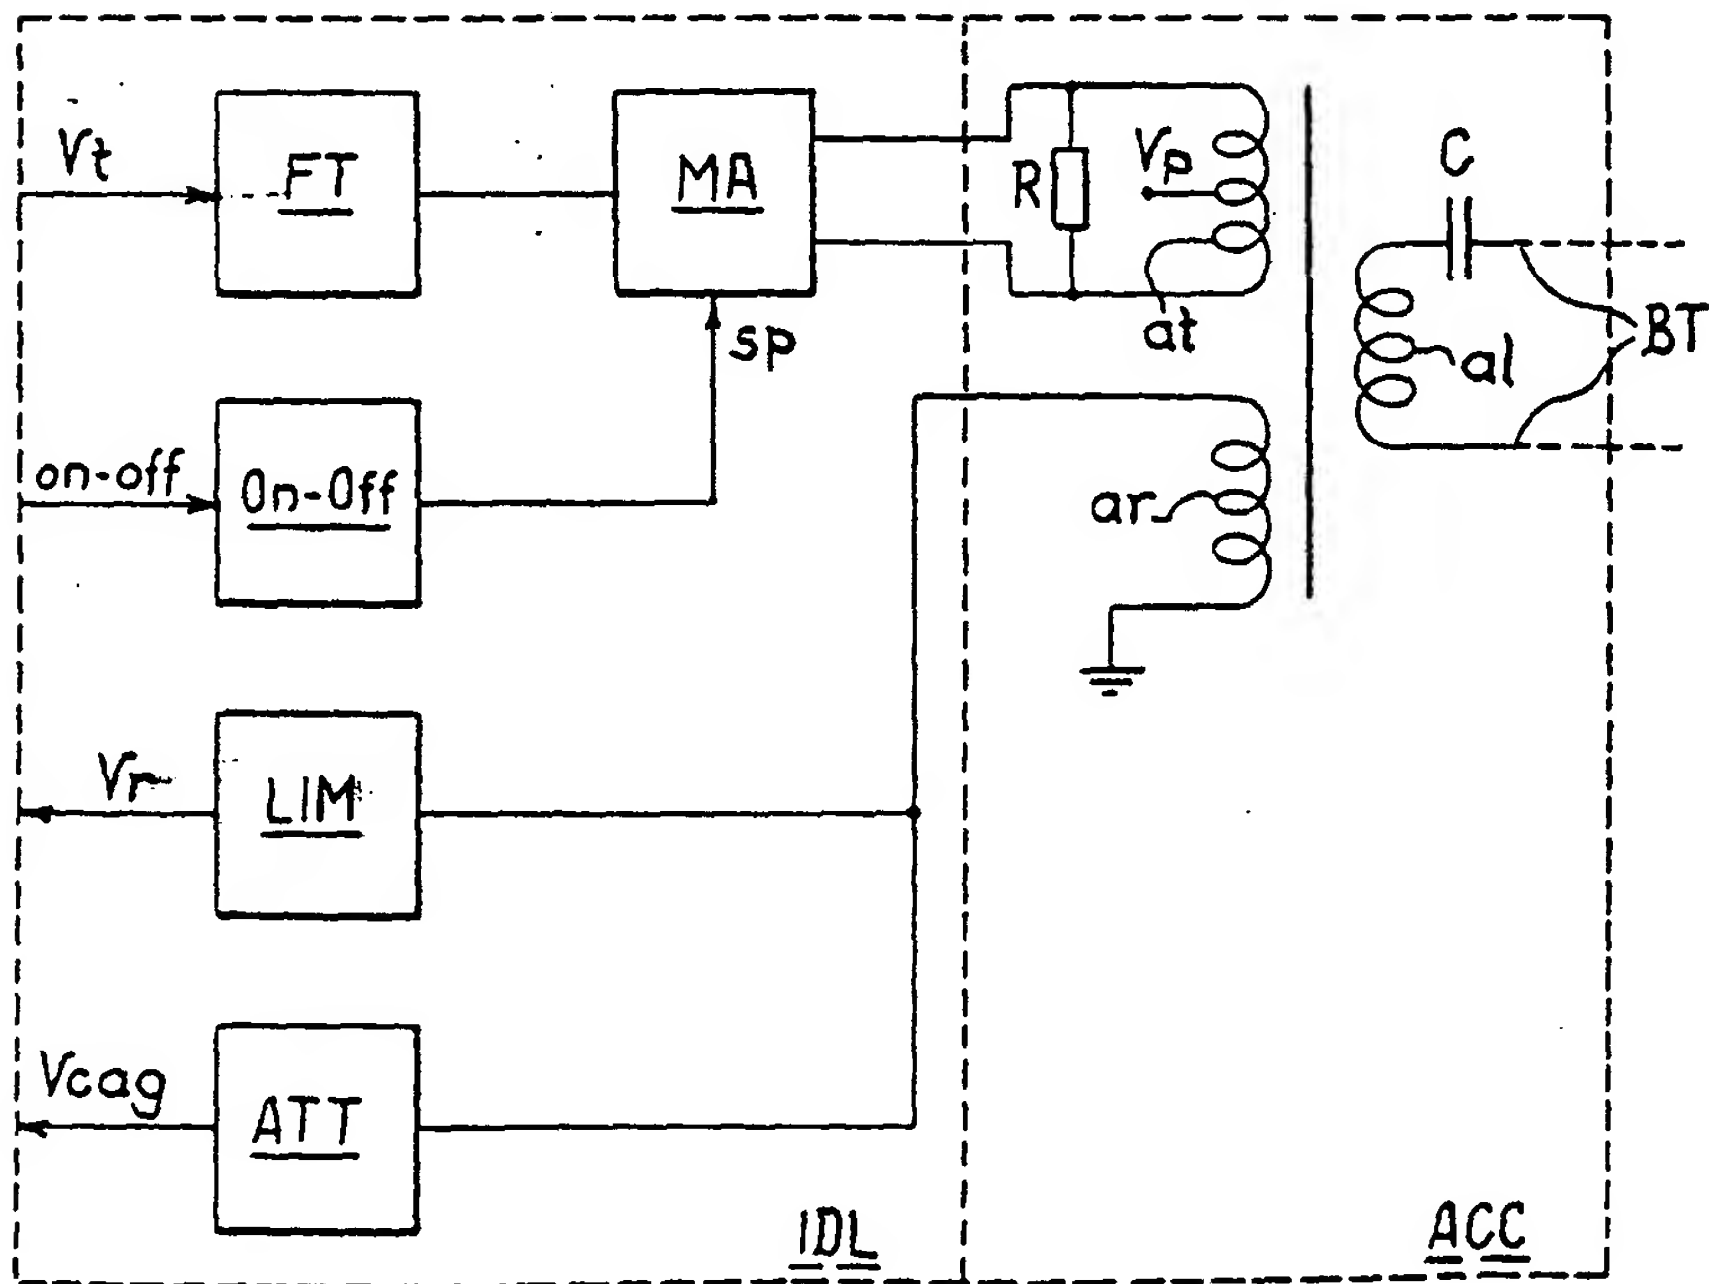 Vt
FT
MA
R
Vp
C
at
sp
BT
al
on-off
On-Off
ar
Vr
LIM
Vcag
ATT
IDL
ACC